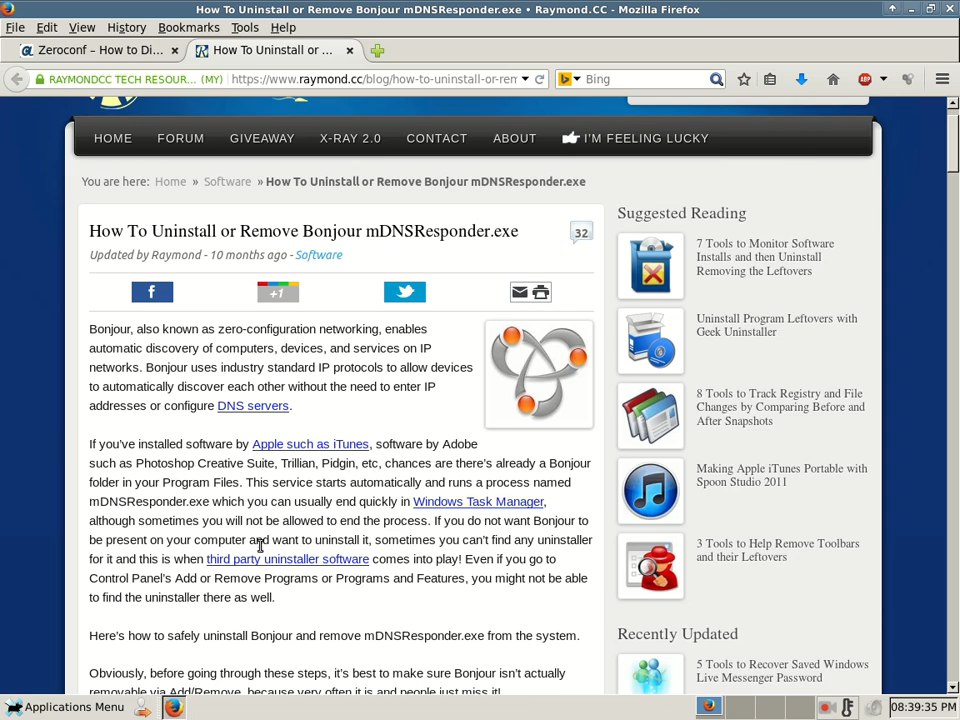 How To Uninstall or Remove Bonjour mDNSResponder.exe • Raymond.CC - Mozilla Firefox
File Edit View History Bookmarks Tools Help
Zeroconf – How to Di...
How To Uninstall or ...
RAYMONDCC TECH RESOUR... (MY)
https://www.raymond.cc/blog/how-to-uninstall-or-rem
Bing
ABP
HOME FORUM GIVEAWAY X-RAY 2.0 CONTACT ABOUT I'M FEELING LUCKY
You are here: Home » Software » How To Uninstall or Remove Bonjour mDNSResponder.exe
How To Uninstall or Remove Bonjour mDNSResponder.exe
32
Updated by Raymond - 10 months ago - Software
f
+1
Bonjour, also known as zero-configuration networking, enables
automatic discovery of computers, devices, and services on IP
networks. Bonjour uses industry standard IP protocols to allow devices
to automatically discover each other without the need to enter IP
addresses or configure DNS servers.
If you've installed software by Apple such as iTunes, software by Adobe
such as Photoshop Creative Suite, Trillian, Pidgin, etc, chances are there's already a Bonjour
folder in your Program Files. This service starts automatically and runs a process named
mDNSResponder.exe which you can usually end quickly in Windows Task Manager,
although sometimes you will not be allowed to end the process. If you do not want Bonjour to
be present on your computer and want to uninstall it, sometimes you can't find any uninstaller
for it and this is when third party uninstaller software comes into play! Even if you go to
Control Panel's Add or Remove Programs or Programs and Features, you might not be able
to find the uninstaller there as well.
Here's how to safely uninstall Bonjour and remove mDNSResponder.exe from the system.
Obviously, before going through these steps, it's best to make sure Bonjour isn't actually
removable via Add/Remove, because very often it is and people just miss it!
Suggested Reading
7 Tools to Monitor Software
Installs and then Uninstall
Removing the Leftovers
Uninstall Program Leftovers with
Geek Uninstaller
8 Tools to Track Registry and File
Changes by Comparing Before and
After Snapshots
Making Apple iTunes Portable with
Spoon Studio 2011
3 Tools to Help Remove Toolbars
and their Leftovers
Recently Updated
5 Tools to Recover Saved Windows
Live Messenger Password
Applications Menu
08:39:35 PM